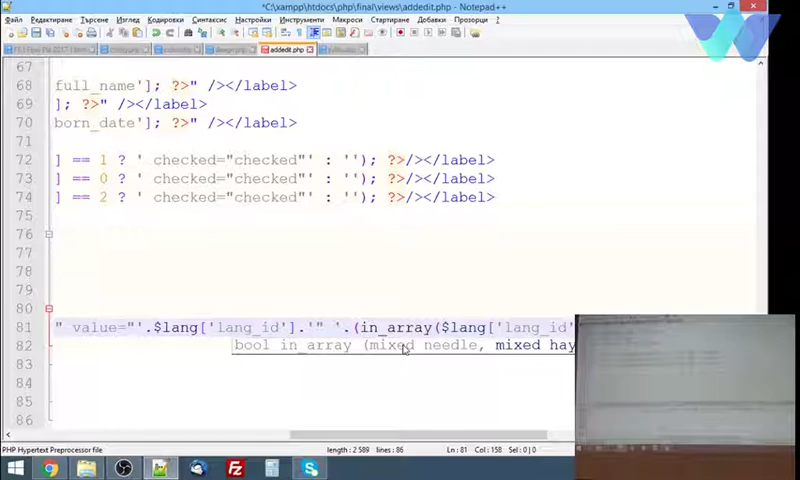 *C:\xampp\htdocs\php\final\views\addedit.php - Notepad++
Редактиране Търсене Изглед Кодировки Синтаксис Настройки Инструменти Макроси Стартиране Добавки Прозорци ?
addedit.php
67
68 full_name']; ?>" /></label>
69 ]; ?>" /></label>
70 born_date']; ?>" /></label>
71
72 ] == 1 ? ' checked="checked"' : ''); ?>/></label>
73 ] == 0 ? ' checked="checked"' : ''); ?>/></label>
74 ] == 2 ? ' checked="checked"' : ''); ?>/></label>
75
76
77
78
79
80
81 " value="'.$lang['lang_id'].'" '.(in_array($lang['lang_id'
82 bool in_array (mixed needle, mixed hay
83
84
85
86
PHP Hypertext Preprocessor file length : 2 589 lines : 86 Ln : 81 Col : 158 Sel : 0 | 0